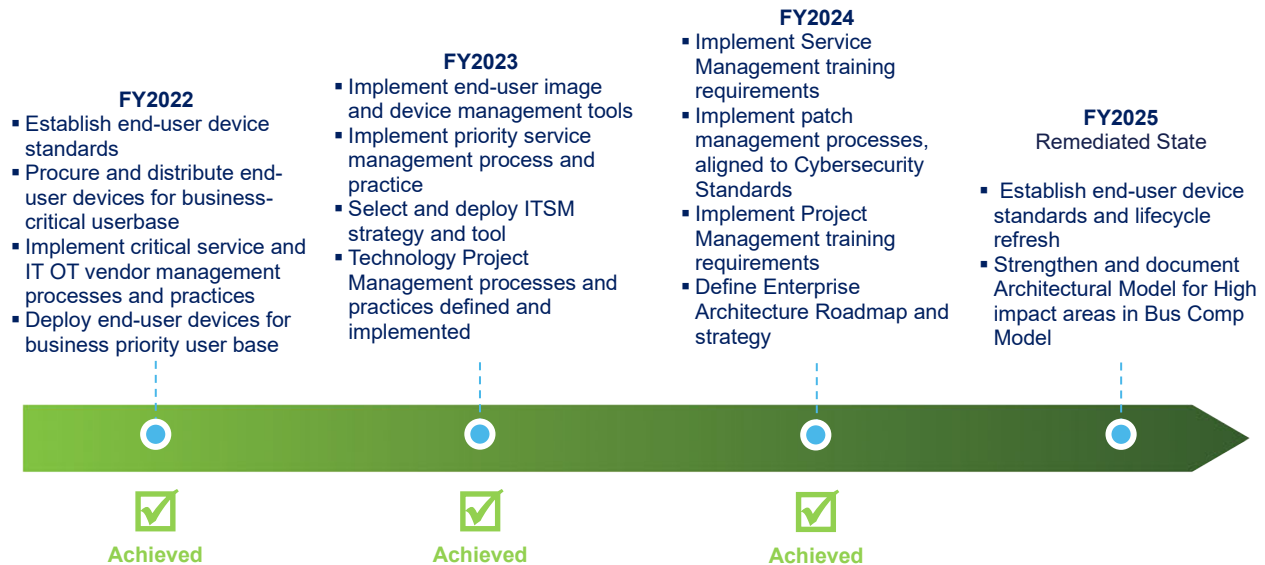 FY2022
▪ Establish end-user device
standards
▪ Procure and distribute end-
user devices for business-
critical userbase
▪ Implement critical service and
IT OT vendor management
processes and practices
▪ Deploy end-user devices for
business priority user base
FY2023
▪ Implement end-user image
and device management tools
▪ Implement priority service
management process and
practice
▪ Select and deploy ITSM
strategy and tool
▪ Technology Project
Management processes and
practices defined and
implemented
FY2024
▪ Implement Service
Management training
requirements
▪ Implement patch
management processes,
aligned to Cybersecurity
Standards
▪ Implement Project
Management training
requirements
▪ Define Enterprise
Architecture Roadmap and
strategy
FY2025
Remediated State
▪ Establish end-user device
standards and lifecycle
refresh
▪ Strengthen and document
Architectural Model for High
impact areas in Bus Comp
Model
Achieved
Achieved
Achieved